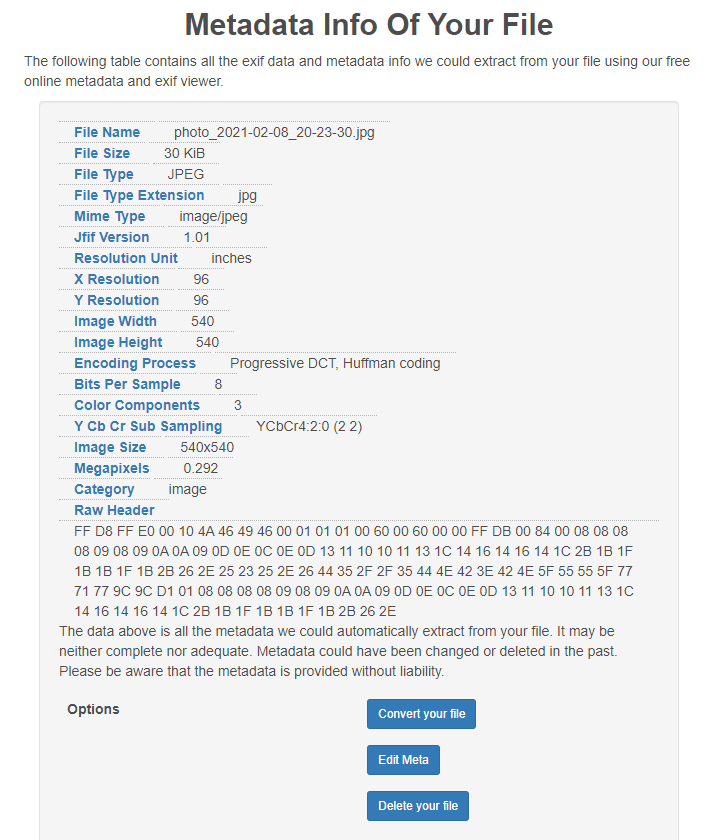 Metadata Info Of Your File
The following table contains all the exif data and metadata info we could extract from your file using our free
online metadata and exif viewer.
File Name photo_2021-02-08_20-23-30.jpg
File Size 30 KiB
File Type JPEG
File Type Extension jpg
Mime Type image/jpeg
Jfif Version 1.01
Resolution Unit inches
X Resolution 96
Y Resolution 96
Image Width 540
Image Height 540
Encoding Process Progressive DCT, Huffman coding
Bits Per Sample 8
Color Components 3
Y Cb Cr Sub Sampling YCbCr4:2:0 (2 2)
Image Size 540x540
Megapixels 0.292
Category image
Raw Header
FF D8 FF E0 00 10 4A 46 49 46 00 01 01 01 00 60 00 60 00 00 FF DB 00 84 00 08 08 08
08 09 08 09 0A 0A 09 0D 0E 0C 0E 0D 13 11 10 10 11 13 1C 14 16 14 16 14 1C 2B 1B 1F
1B 1B 1F 1B 2B 26 2E 25 23 25 2E 26 44 35 2F 2F 35 44 4E 42 3E 42 4E 5F 55 55 5F 77
71 77 9C 9C D1 01 08 08 08 08 09 08 09 0A 0A 09 0D 0E 0C 0E 0D 13 11 10 10 11 13 1C
14 16 14 16 14 1C 2B 1B 1F 1B 1B 1F 1B 2B 26 2E
The data above is all the metadata we could automatically extract from your file. It may be
neither complete nor adequate. Metadata could have been changed or deleted in the past.
Please be aware that the metadata is provided without liability.
Options
Convert your file
Edit Meta
Delete your file